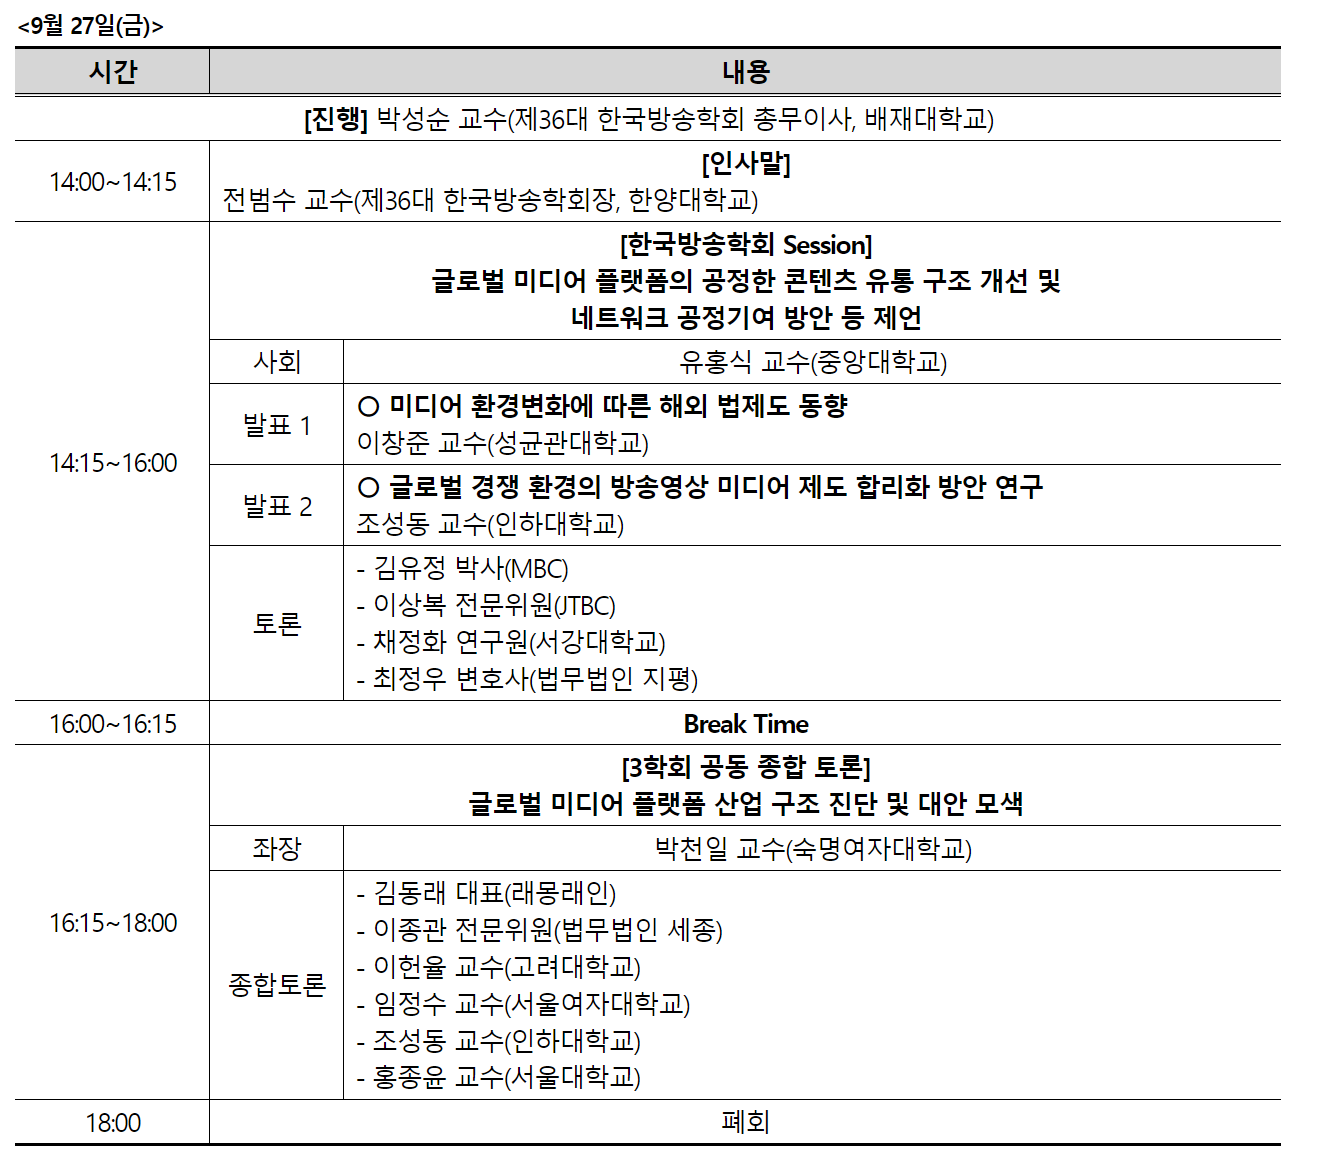 <9월 27일(금)>
시간 내용
[진행] 박성순 교수(제36대 한국방송학회 총무이사, 배재대학교)
14:00~14:15
[인사말]
전범수 교수(제36대 한국방송학회장, 한양대학교)
14:15~16:00
[한국방송학회 Session]
글로벌 미디어 플랫폼의 공정한 콘텐츠 유통 구조 개선 및
네트워크 공정기여 방안 등 제언
사회 유홍식 교수(중앙대학교)
발표 1
○ 미디어 환경변화에 따른 해외 법제도 동향
이창준 교수(성균관대학교)
발표 2
○ 글로벌 경쟁 환경의 방송영상 미디어 제도 합리화 방안 연구
조성동 교수(인하대학교)
토론
- 김유정 박사(MBC)
- 이상복 전문위원(JTBC)
- 채정화 연구원(서강대학교)
- 최정우 변호사(법무법인 지평)
16:00~16:15 Break Time
16:15~18:00
[3학회 공동 종합 토론]
글로벌 미디어 플랫폼 산업 구조 진단 및 대안 모색
좌장 박천일 교수(숙명여자대학교)
종합토론
- 김동래 대표(래몽래인)
- 이종관 전문위원(법무법인 세종)
- 이헌율 교수(고려대학교)
- 임정수 교수(서울여자대학교)
- 조성동 교수(인하대학교)
- 홍종윤 교수(서울대학교)
18:00 폐회